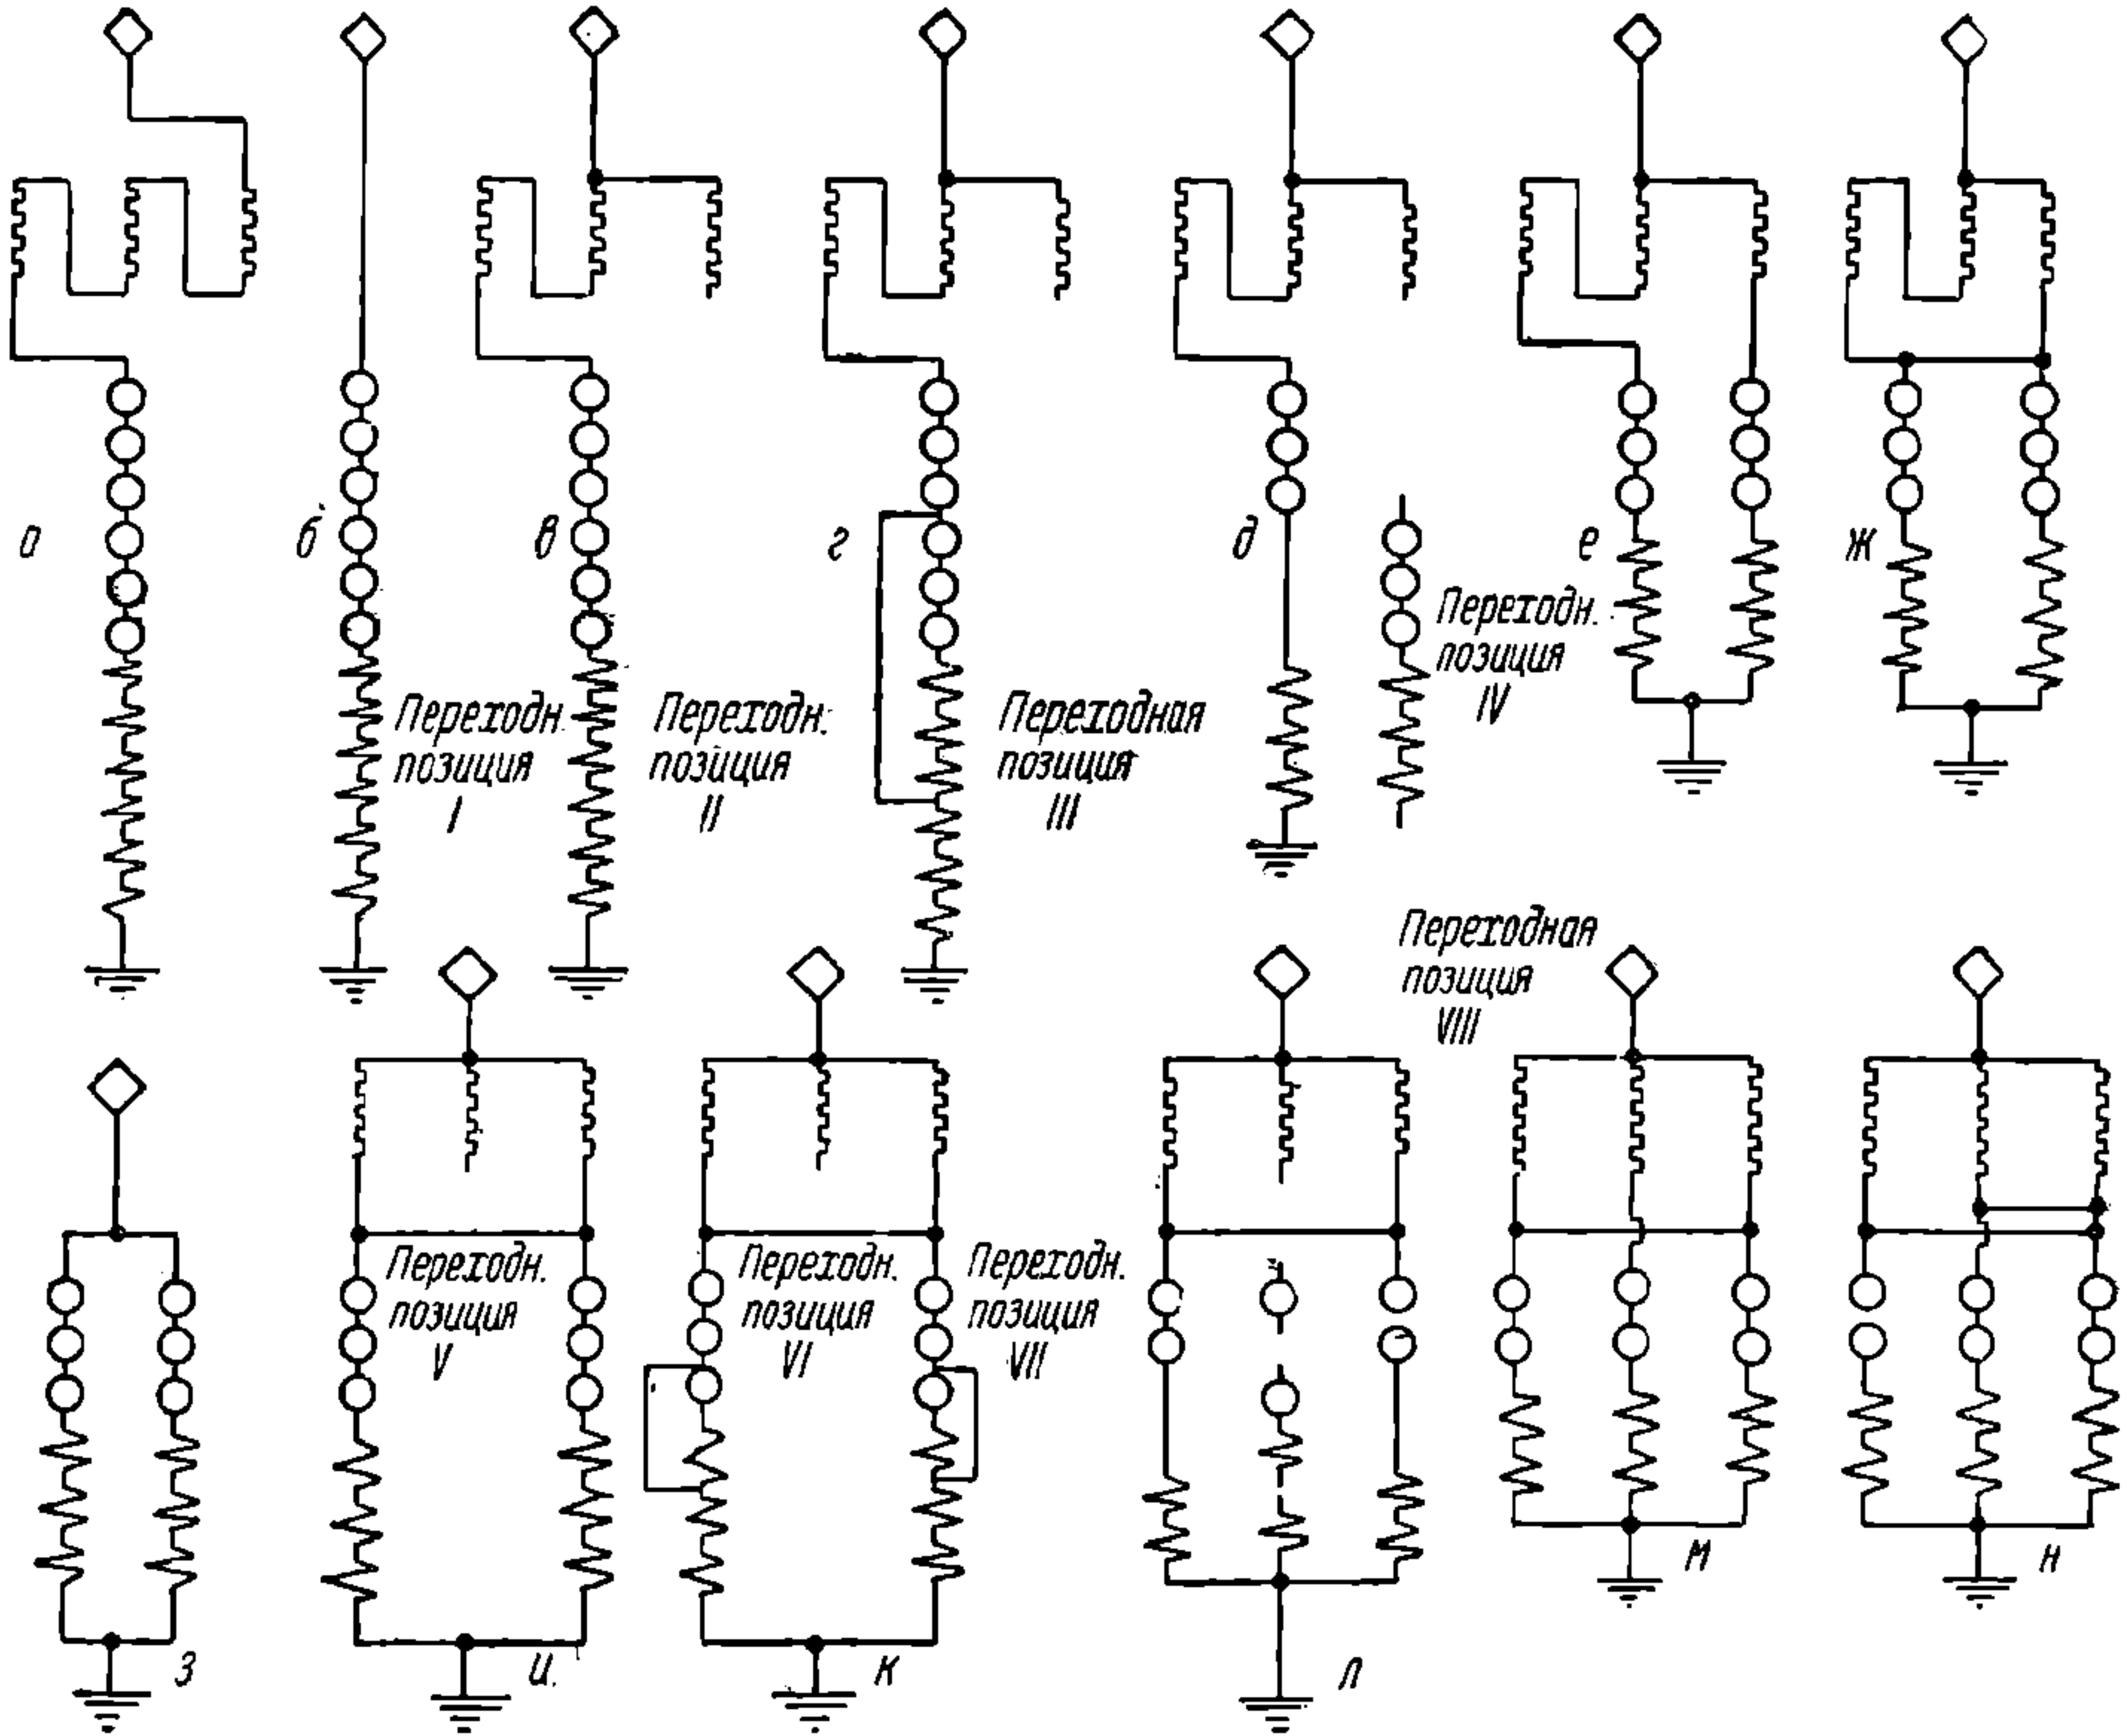 а
б
Переходн.
позиция
I
в
Переходн.
позиция
II
г
Переходная
позиция
III
д
Переходн.
позиция
IV
е
ж
з
Переходн.
позиция
V
и.
Переходн.
позиция
VI
к
Переходн.
позиция
VII
л
Переходная
позиция
VIII
м
н